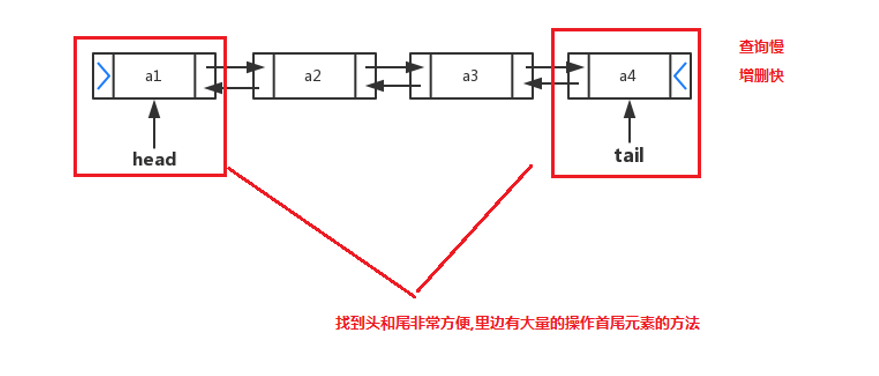 a1
a2
a3
a4
查询慢
增删快
head
tail
找到头和尾非常方便,里边有大量的操作首尾元素的方法